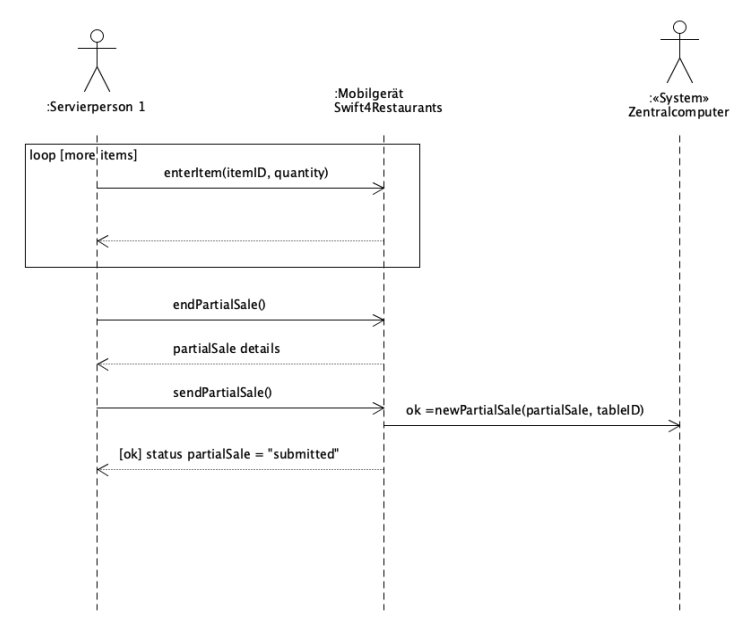 :Servierperson 1
:Mobilgerät
Swift4Restaurants
:«System»
Zentralcomputer
loop [more items]
enterItem(itemID, quantity)
endPartialSale()
partialSale details
sendPartialSale()
ok =newPartialSale(partialSale, tableID)
[ok] status partialSale = "submitted"